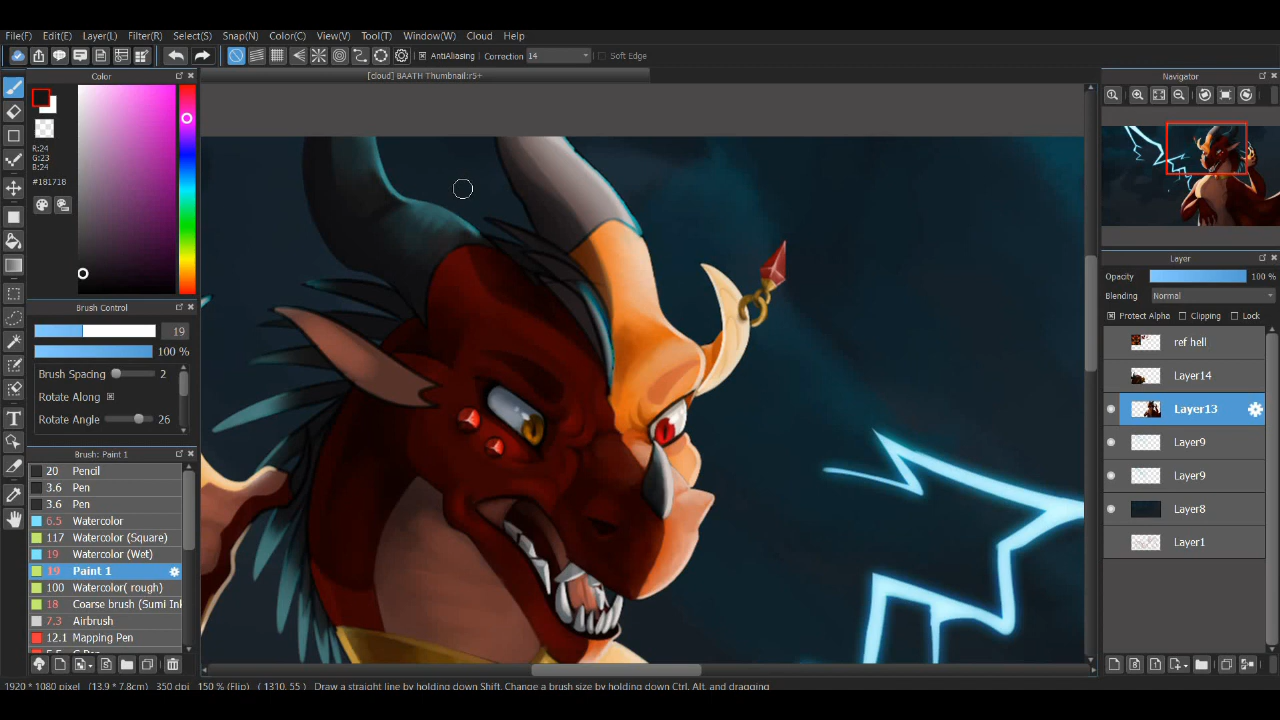 File(F) Edit(E) Layer(L) Filter(R) Select(S) Snap(N) Color(C) View(V) Tool(T) Window(W) Cloud Help
AntiAliasing Correction 14 Soft Edge
Color
[cloud] BAATH Thumbnail:r5+
Navigator
R:24
G:23
B:24
#181718
Layer
Opacity 100 %
Blending Normal
Protect Alpha Clipping Lock
Brush Control
19
100 %
Brush Spacing 2
Rotate Along
Rotate Angle 26
ref hell
Layer14
Layer13
Layer9
Layer9
Layer8
Layer1
Brush: Paint 1
20 Pencil
3.6 Pen
3.6 Pen
6.5 Watercolor
117 Watercolor (Square)
19 Watercolor (Wet)
19 Paint 1
100 Watercolor( rough)
18 Coarse brush (Sumi Ink
7.3 Airbrush
12.1 Mapping Pen
1920 * 1080 pixel (13.9 * 7.8cm) 350 dpi 150 % (Flip) ( 1310, 55 ) Draw a straight line by holding down Shift, Change a brush size by holding down Ctrl, Alt, and dragging